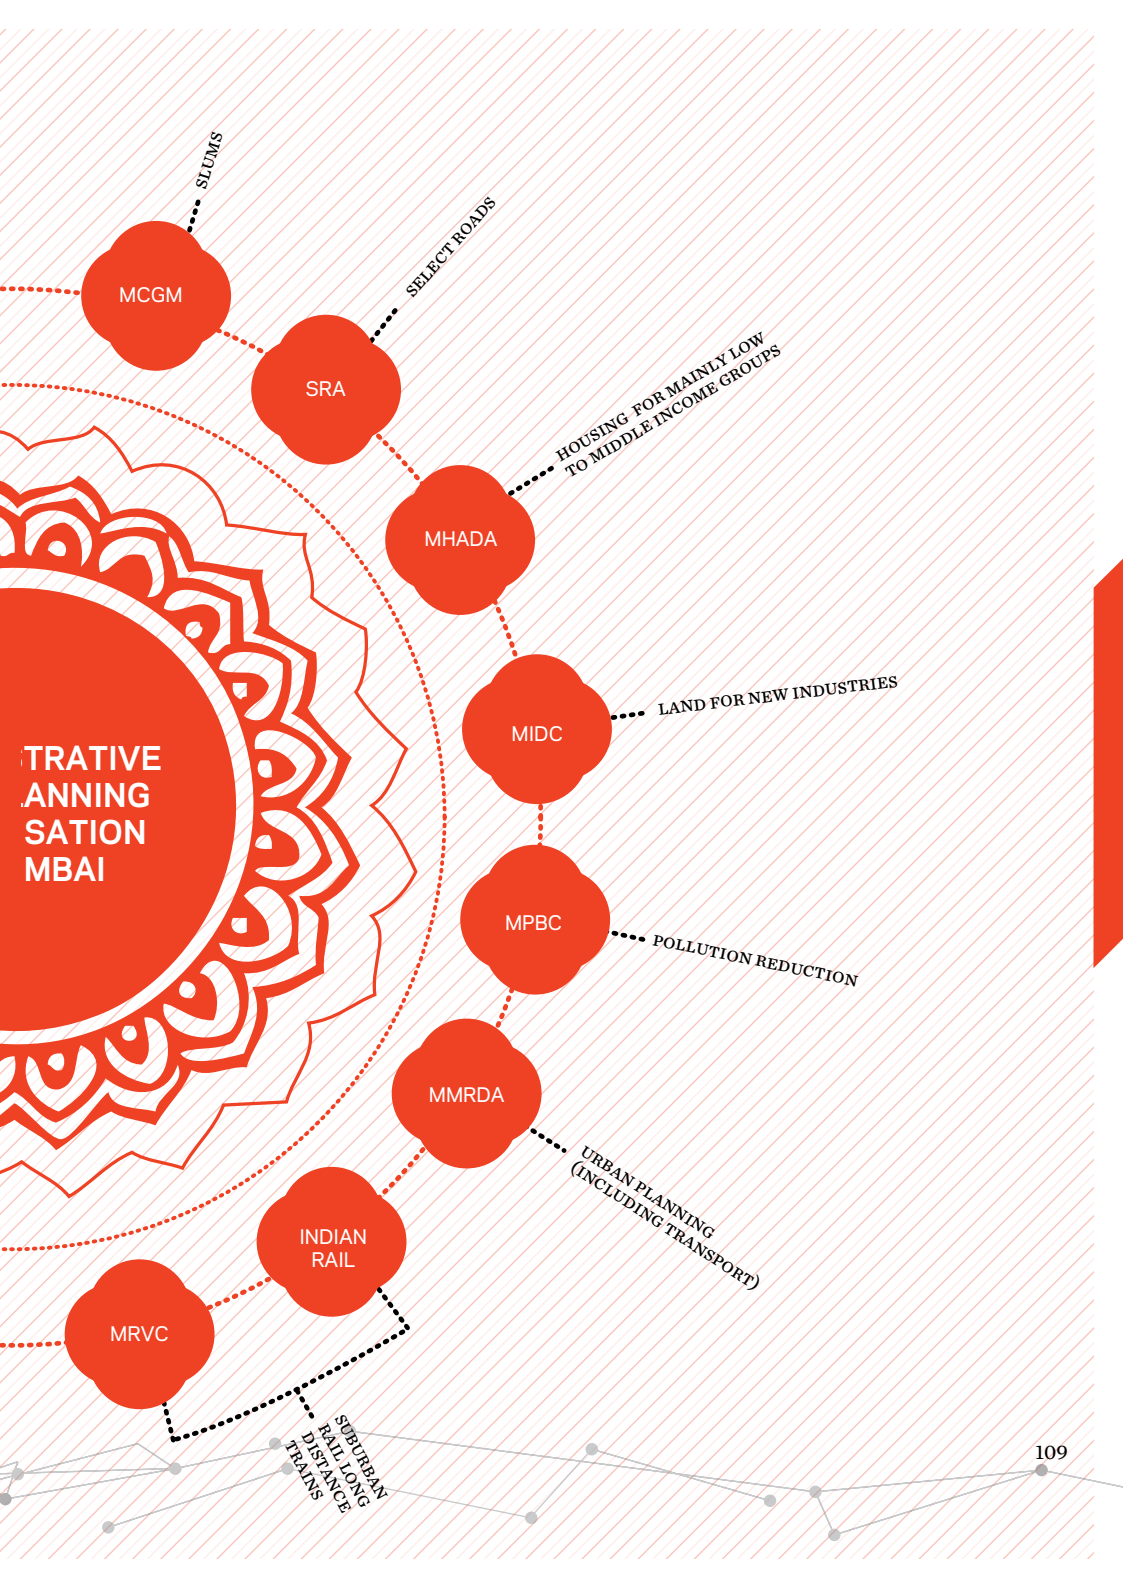 SLUMS
MCGM
SELECT ROADS
SRA
HOUSING FOR MAINLY LOW
TO MIDDLE INCOME GROUPS
MHADA
LAND FOR NEW INDUSTRIES
MIDC
STRATIVE
LANNING
SATION
MBAI
MPBC
POLLUTION REDUCTION
MMRDA
URBAN PLANNING
(INCLUDING TRANSPORT)
INDIAN
RAIL
MRVC
SUBURBAN
RAIL LONG
DISTANCE
TRAINS
109